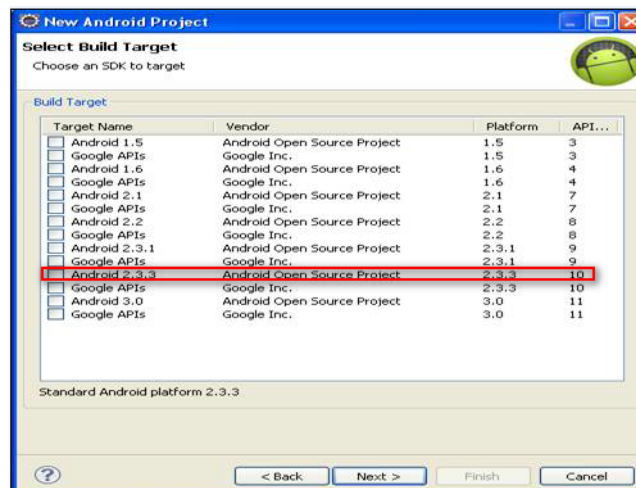 New Android Project
Select Build Target
Choose an SDK to target
Build Target
Target Name Vendor Platform API...
Android 1.5 Android Open Source Project 1.5 3
Google APIs Google Inc. 1.5 3
Android 1.6 Android Open Source Project 1.6 4
Google APIs Google Inc. 1.6 4
Android 2.1 Android Open Source Project 2.1 7
Google APIs Google Inc. 2.1 7
Android 2.2 Android Open Source Project 2.2 8
Google APIs Google Inc. 2.2 8
Android 2.3.1 Android Open Source Project 2.3.1 9
Google APIs Google Inc. 2.3.1 9
Android 2.3.3 Android Open Source Project 2.3.3 10
Google APIs Google Inc. 2.3.3 10
Android 3.0 Android Open Source Project 3.0 11
Google APIs Google Inc. 3.0 11
Standard Android platform 2.3.3
? < Back Next > Finish Cancel